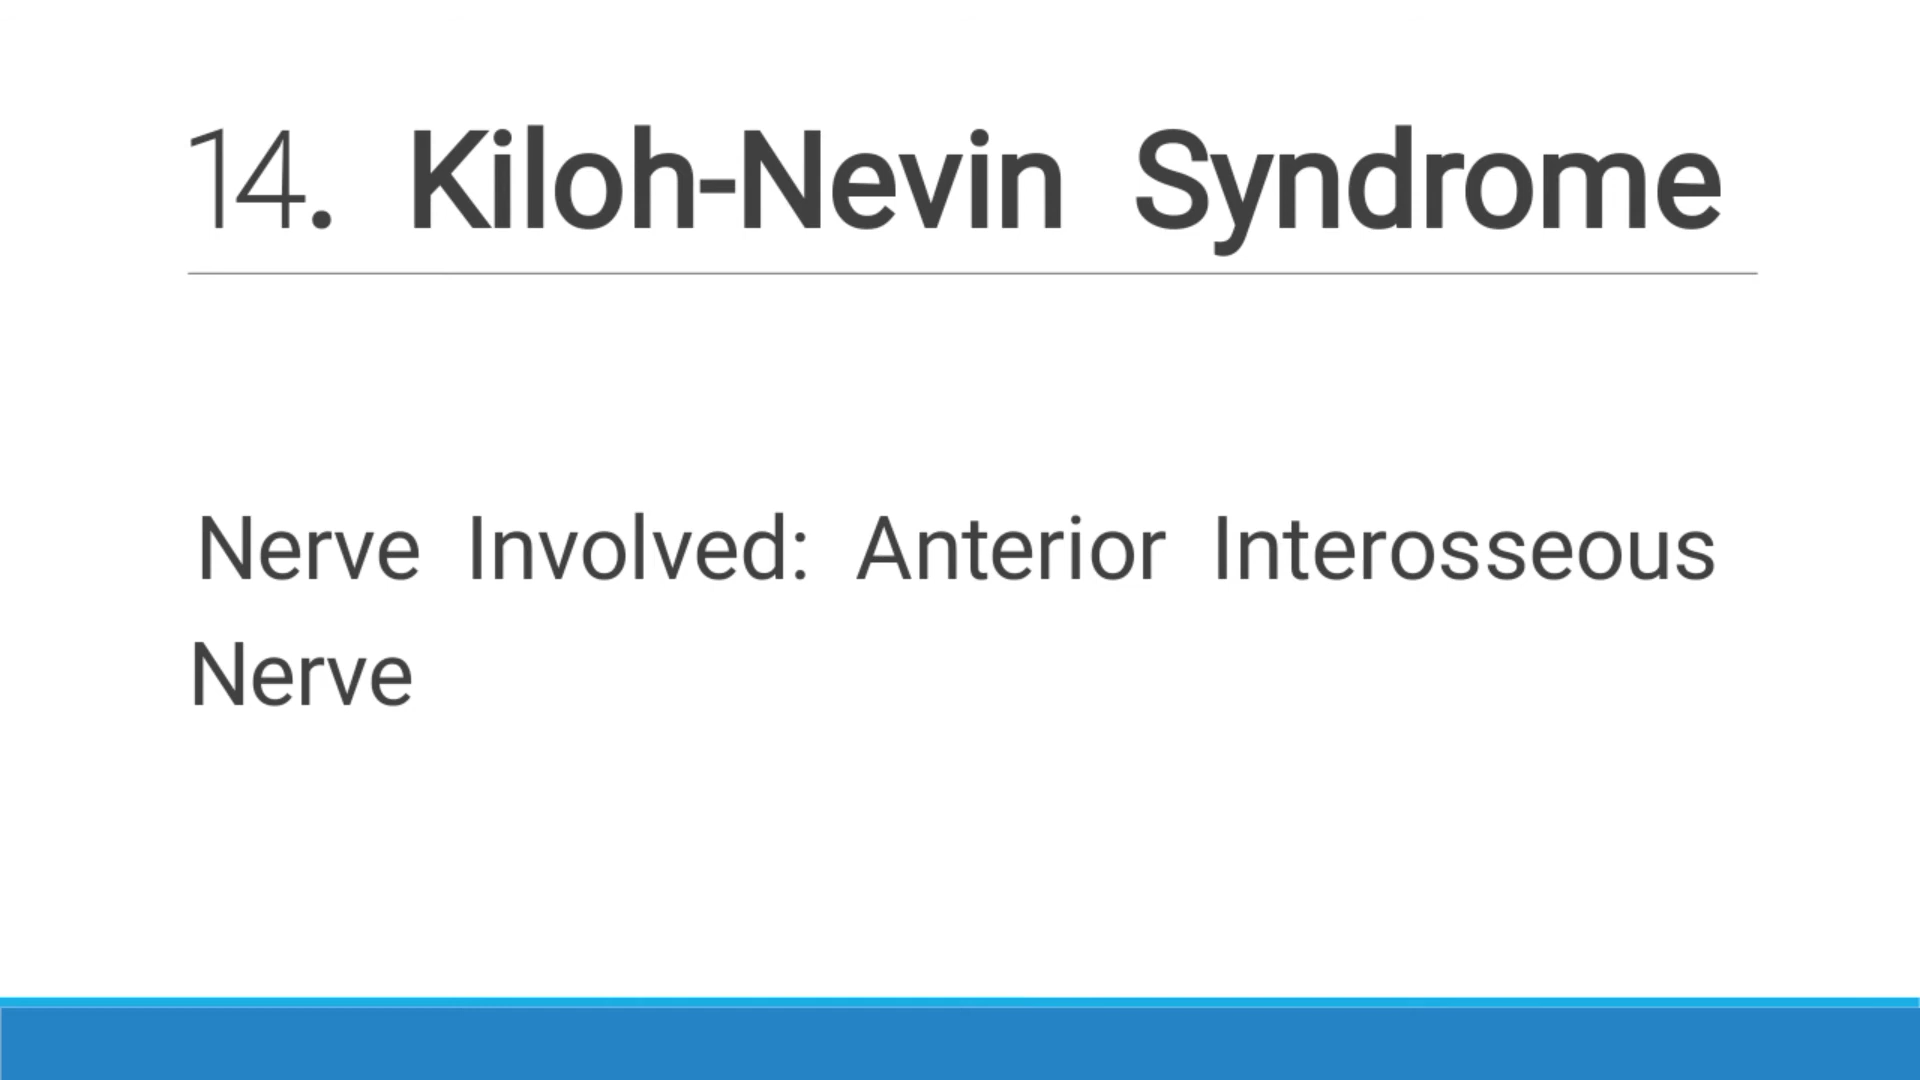 14. Kiloh-Nevin Syndrome
Nerve Involved: Anterior Interosseous
Nerve